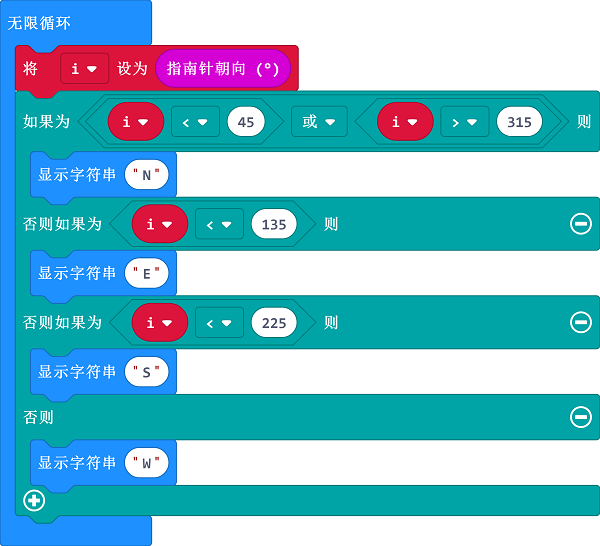 无限循环
将 i 设为 指南针朝向 (°)
如果为 i < 45 或 i > 315 则
显示字符串 "N"
否则如果为 i < 135 则
显示字符串 "E"
否则如果为 i < 225 则
显示字符串 "S"
否则
显示字符串 "W"